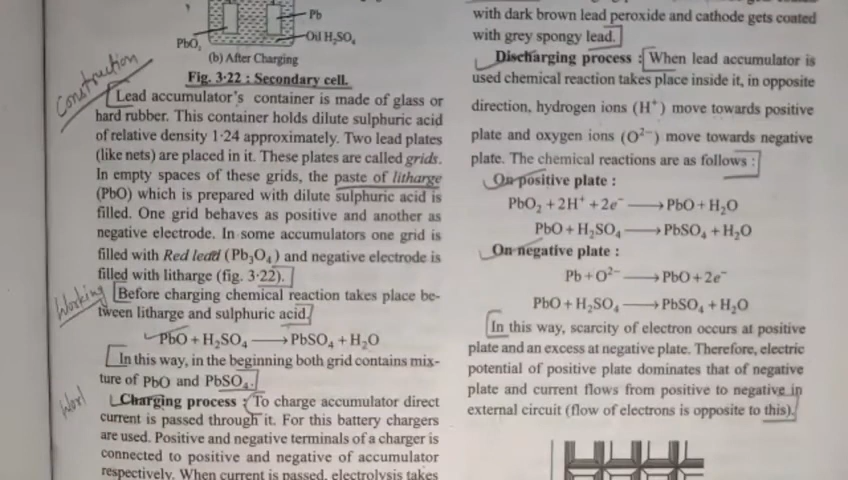 Pb
PbO₂
Oil H₂SO₄
(b) After Charging
Fig. 3·22 : Secondary cell.
Construction
Lead accumulator's container is made of glass or
hard rubber. This container holds dilute sulphuric acid
of relative density 1·24 approximately. Two lead plates
(like nets) are placed in it. These plates are called grids.
In empty spaces of these grids, the paste of litharge
(PbO) which is prepared with dilute sulphuric acid is
filled. One grid behaves as positive and another as
negative electrode. In some accumulators one grid is
filled with Red lead (Pb₃O₄) and negative electrode is
filled with litharge (fig. 3·22).
Working
Before charging chemical reaction takes place be-
tween litharge and sulphuric acid.
PbO + H₂SO₄ ⟶ PbSO₄ + H₂O
In this way, in the beginning both grid contains mix-
ture of PbO and PbSO₄.
Worl
Charging process : To charge accumulator direct
current is passed through it. For this battery chargers
are used. Positive and negative terminals of a charger is
connected to positive and negative of accumulator
respectively. When current is passed, electrolysis takes
with dark brown lead peroxide and cathode gets coated
with grey spongy lead.
Discharging process : When lead accumulator is
used chemical reaction takes place inside it, in opposite
direction, hydrogen ions (H⁺) move towards positive
plate and oxygen ions (O²⁻) move towards negative
plate. The chemical reactions are as follows :
On positive plate :
PbO₂ + 2H⁺ + 2e⁻ ⟶ PbO + H₂O
PbO + H₂SO₄ ⟶ PbSO₄ + H₂O
On negative plate :
Pb + O²⁻ ⟶ PbO + 2e⁻
PbO + H₂SO₄ ⟶ PbSO₄ + H₂O
In this way, scarcity of electron occurs at positive
plate and an excess at negative plate. Therefore, electric
potential of positive plate dominates that of negative
plate and current flows from positive to negative in
external circuit (flow of electrons is opposite to this).